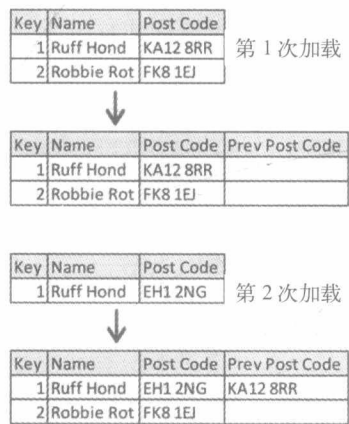 Key Name Post Code
1 Ruff Hond KA12 8RR 第1次加载
2 Robbie Rot FK8 1EJ
Key Name Post Code Prev Post Code
1 Ruff Hond KA12 8RR
2 Robbie Rot FK8 1EJ
Key Name Post Code
1 Ruff Hond EH1 2NG 第2次加载
Key Name Post Code Prev Post Code
1 Ruff Hond EH1 2NG KA12 8RR
2 Robbie Rot FK8 1EJ